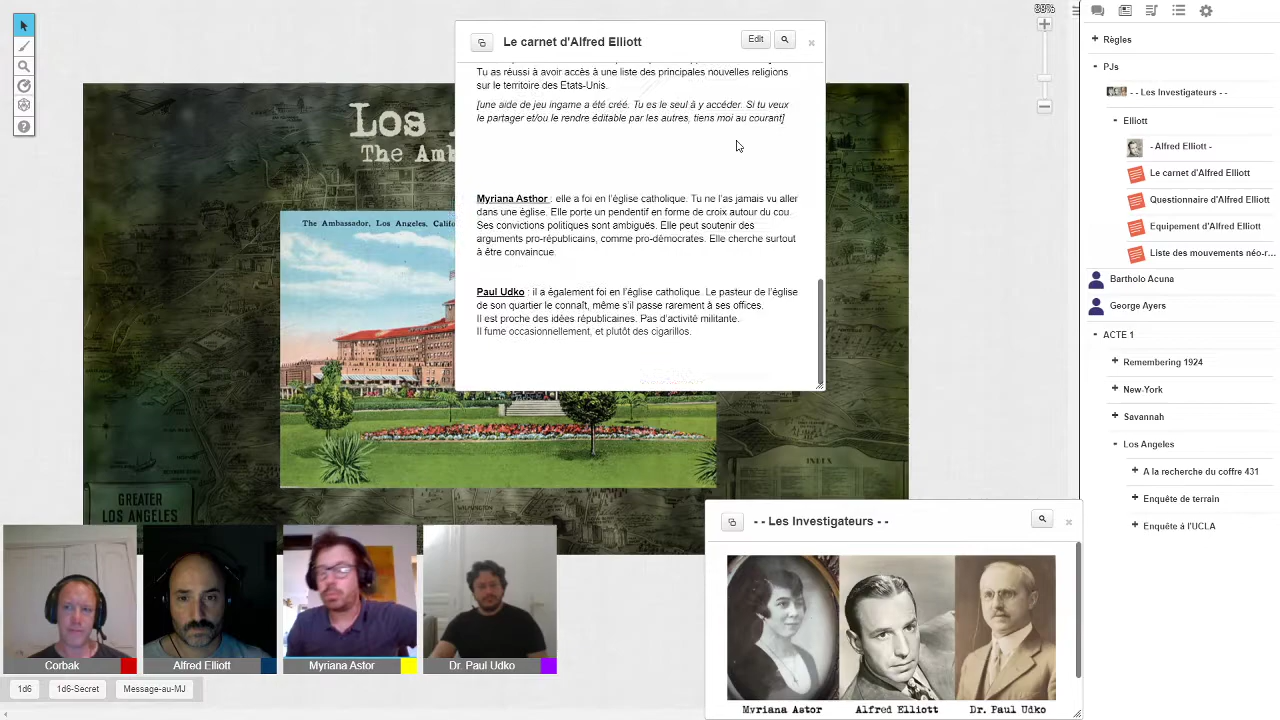 88%
Le carnet d'Alfred Elliott
Edit
Tu as réussi à avoir accès à une liste des principales nouvelles religions
sur le territoire des Etats-Unis.
[une aide de jeu ingame a été créé. Tu es le seul à y accéder. Si tu veux
le partager et/ou le rendre éditable par les autres, tiens moi au courant]
Myriana Asthor : elle a foi en l'église catholique. Tu ne l'as jamais vu aller
dans une église. Elle porte un pendentif en forme de croix autour du cou.
Ses convictions politiques sont ambiguës. Elle peut soutenir des
arguments pro-républicains, comme pro-démocrates. Elle cherche surtout
à être convaincue.
Paul Udko : il a également foi en l'église catholique. Le pasteur de l'église
de son quartier le connaît, même s'il passe rarement à ses offices.
Il est proche des idées républicaines. Pas d'activité militante.
Il fume occasionnellement, et plutôt des cigarillos.
Los
The Amb
The Ambassador, Los Angeles, Califo
GREATER
LOS ANGELES
INDEX
- - Les Investigateurs - -
Myriana Astor
Alfred Elliott
Dr. Paul Udko
Corbak
Alfred Elliott
Myriana Astor
Dr. Paul Udko
1d6
1d6-Secret
Message-au-MJ
Règles
PJs
- - Les Investigateurs - -
Elliott
- Alfred Elliott -
Le carnet d'Alfred Elliott
Questionnaire d'Alfred Elliott
Equipement d'Alfred Elliott
Liste des mouvements néo-r...
Bartholo Acuna
George Ayers
ACTE 1
Remembering 1924
New-York
Savannah
Los Angeles
A la recherche du coffre 431
Enquête de terrain
Enquête à l'UCLA